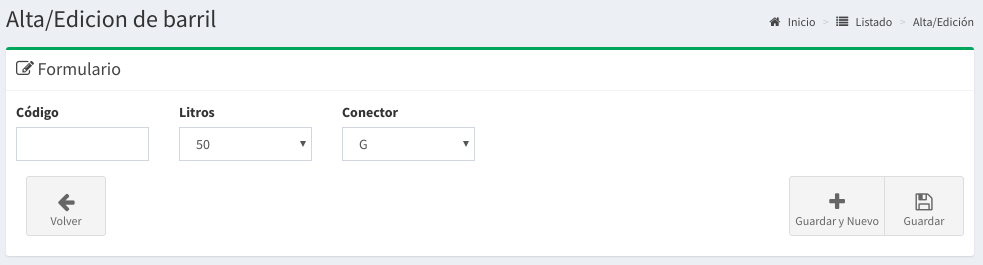 Alta/Edicion de barril
Inicio > Listado > Alta/Edición
Formulario
Código Litros Conector
50 G
Volver Guardar y Nuevo Guardar